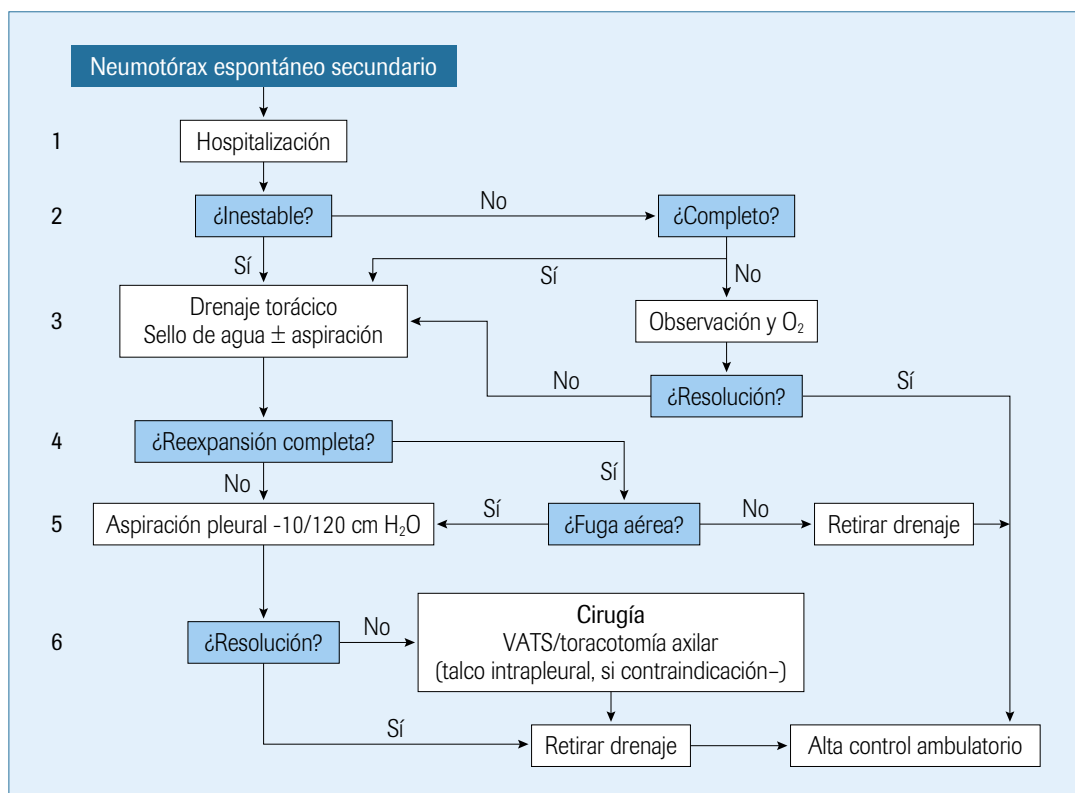 Neumotórax espontáneo secundario
1
Hospitalización
2
¿Inestable?
No
¿Completo?
Sí
Sí
No
3
Drenaje torácico
Sello de agua ± aspiración
Observación y O₂
No
¿Resolución?
Sí
4
¿Reexpansión completa?
No
Sí
5
Aspiración pleural -10/120 cm H₂O
Sí
¿Fuga aérea?
No
Retirar drenaje
6
¿Resolución?
No
Cirugía
VATS/toracotomía axilar
(talco intrapleural, si contraindicación–)
Sí
Retirar drenaje
Alta control ambulatorio